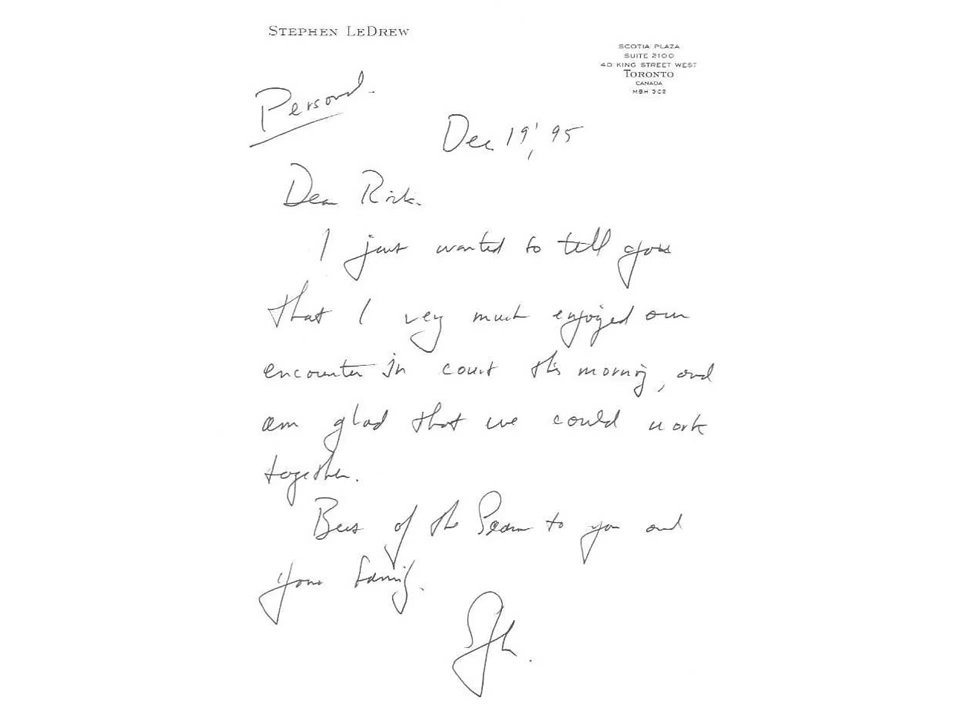 STEPHEN LEDREW
SCOTIA PLAZA
SUITE 2100
40 KING STREET WEST
TORONTO
CANADA
M5H 3C2
Personal.
Dec 19, '95
Dear Rick.
I just wanted to tell you
that I very much enjoyed our
encounter in court this morning, and
am glad that we could work
together.
Best of the Season to you and
your family.